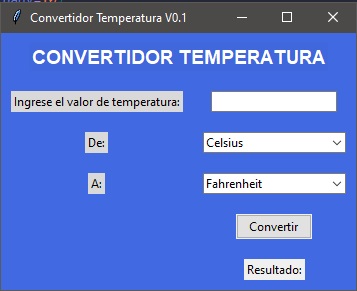 Convertidor Temperatura V0.1
CONVERTIDOR TEMPERATURA
Ingrese el valor de temperatura:
De:
Celsius
A:
Fahrenheit
Convertir
Resultado: